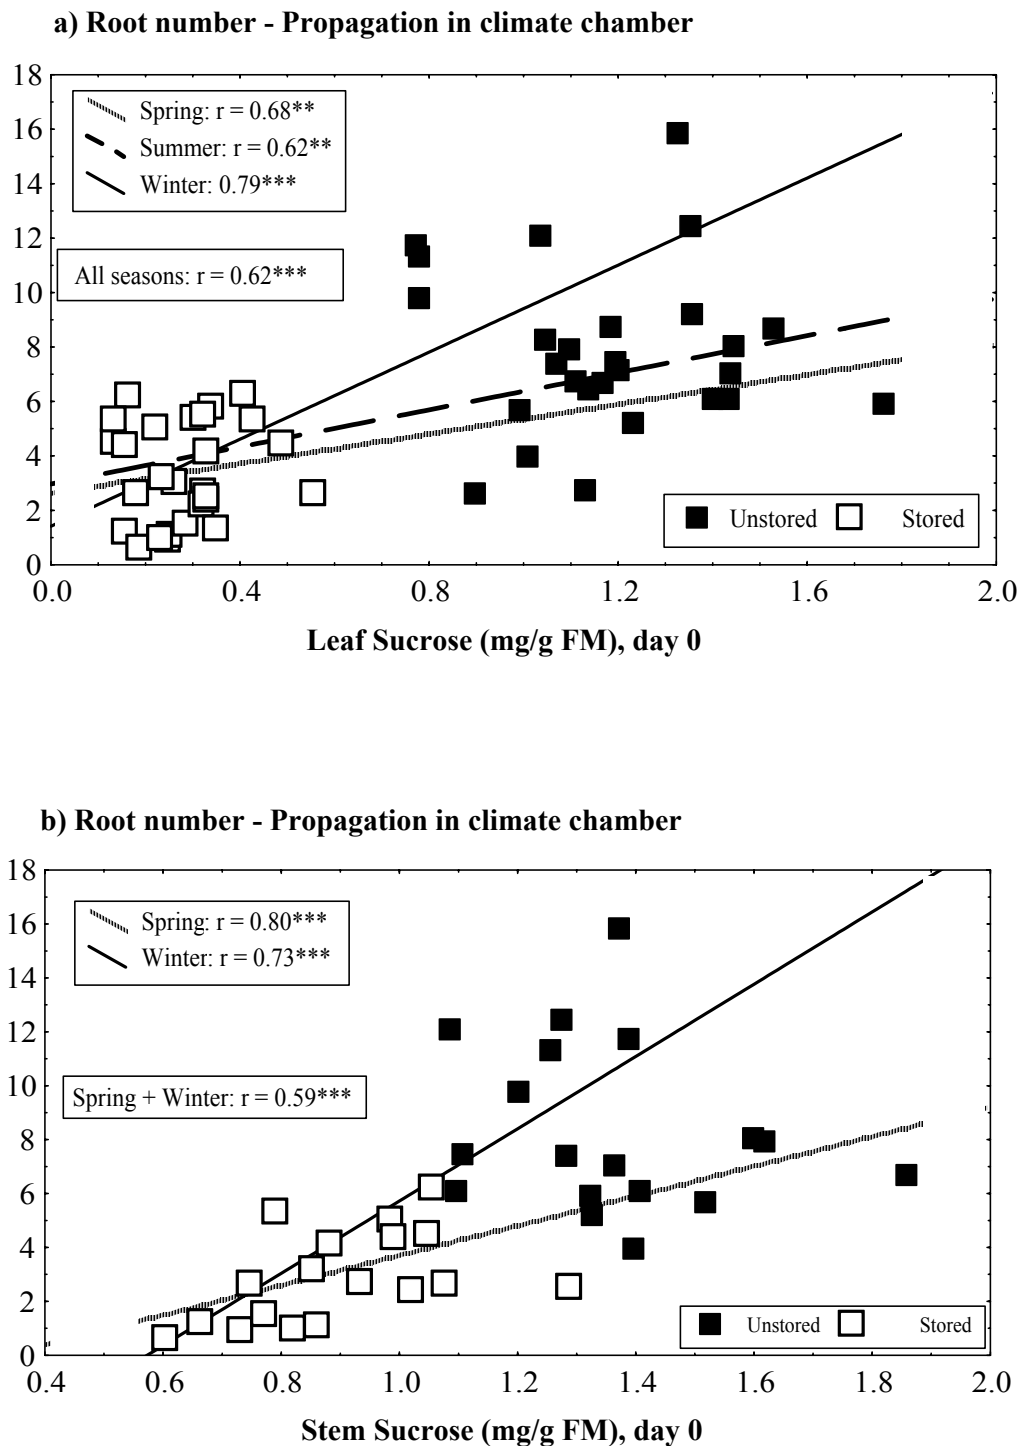 a) Root number - Propagation in climate chamber
18
16
14
12
10
8
6
4
2
0
Spring: r = 0.68**
Summer: r = 0.62**
Winter: 0.79***
All seasons: r = 0.62***
Unstored
Stored
0.0 0.4 0.8 1.2 1.6 2.0
Leaf Sucrose (mg/g FM), day 0
b) Root number - Propagation in climate chamber
18
16
14
12
10
8
6
4
2
0
Spring: r = 0.80***
Winter: r = 0.73***
Spring + Winter: r = 0.59***
Unstored
Stored
0.4 0.6 0.8 1.0 1.2 1.4 1.6 1.8 2.0
Stem Sucrose (mg/g FM), day 0